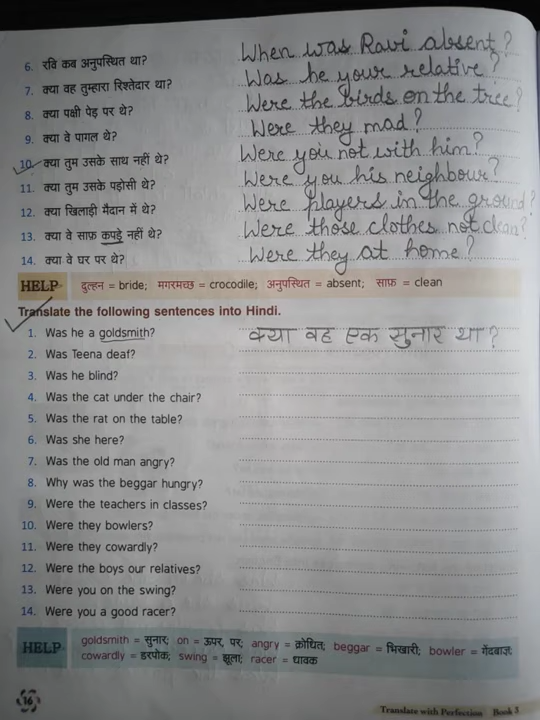 6. रवि कब अनुपस्थित था? When was Ravi absent?
7. क्या वह तुम्हारा रिश्तेदार था? Was he your relative?
8. क्या पक्षी पेड़ पर थे? Were the birds on the tree?
9. क्या वे पागल थे? Were they mad?
10. क्या तुम उसके साथ नहीं थे? Were you not with him?
11. क्या तुम उसके पड़ोसी थे? Were you his neighbour?
12. क्या खिलाड़ी मैदान में थे? Were players in the ground?
13. क्या वे साफ़ कपड़े नहीं थे? Were those clothes not clean?
14. क्या वे घर पर थे? Were they at home?
HELP दुल्हन = bride; मगरमच्छ = crocodile; अनुपस्थित = absent; साफ़ = clean
Translate the following sentences into Hindi.
1. Was he a goldsmith? क्या वह एक सुनार था?
2. Was Teena deaf?
3. Was he blind?
4. Was the cat under the chair?
5. Was the rat on the table?
6. Was she here?
7. Was the old man angry?
8. Why was the beggar hungry?
9. Were the teachers in classes?
10. Were they bowlers?
11. Were they cowardly?
12. Were the boys our relatives?
13. Were you on the swing?
14. Were you a good racer?
HELP goldsmith = सुनार; on = ऊपर, पर; angry = क्रोधित; beggar = भिखारी; bowler = गेंदबाज़;
cowardly = डरपोक; swing = झूला; racer = धावक
16
Translate with Perfection Book 3